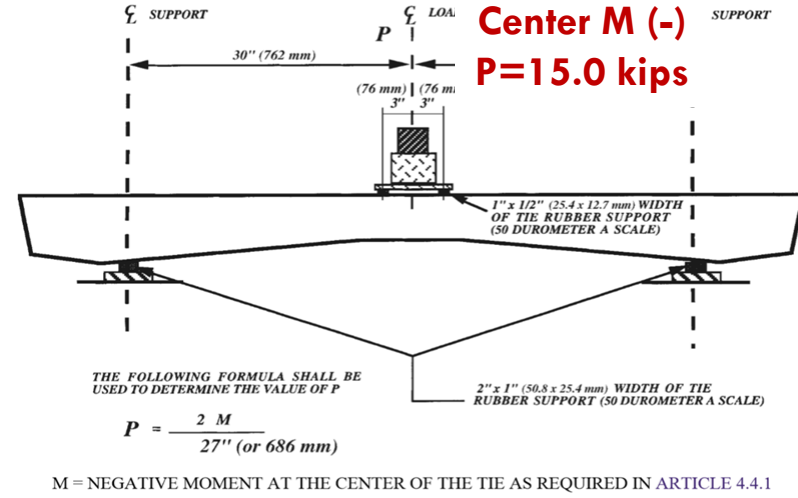 ℄ SUPPORT
℄
SUPPORT
Center M (-)
P=15.0 kips
P
30" (762 mm)
(76 mm)
3" 3"
1" x 1/2" (25.4 x 12.7 mm) WIDTH
OF TIE RUBBER SUPPORT
(50 DUROMETER A SCALE)
THE FOLLOWING FORMULA SHALL BE
USED TO DETERMINE THE VALUE OF P
2" x 1" (50.8 x 25.4 mm) WIDTH OF TIE
RUBBER SUPPORT (50 DUROMETER A SCALE)
P = 2 M
27" (or 686 mm)
M = NEGATIVE MOMENT AT THE CENTER OF THE TIE AS REQUIRED IN ARTICLE 4.4.1